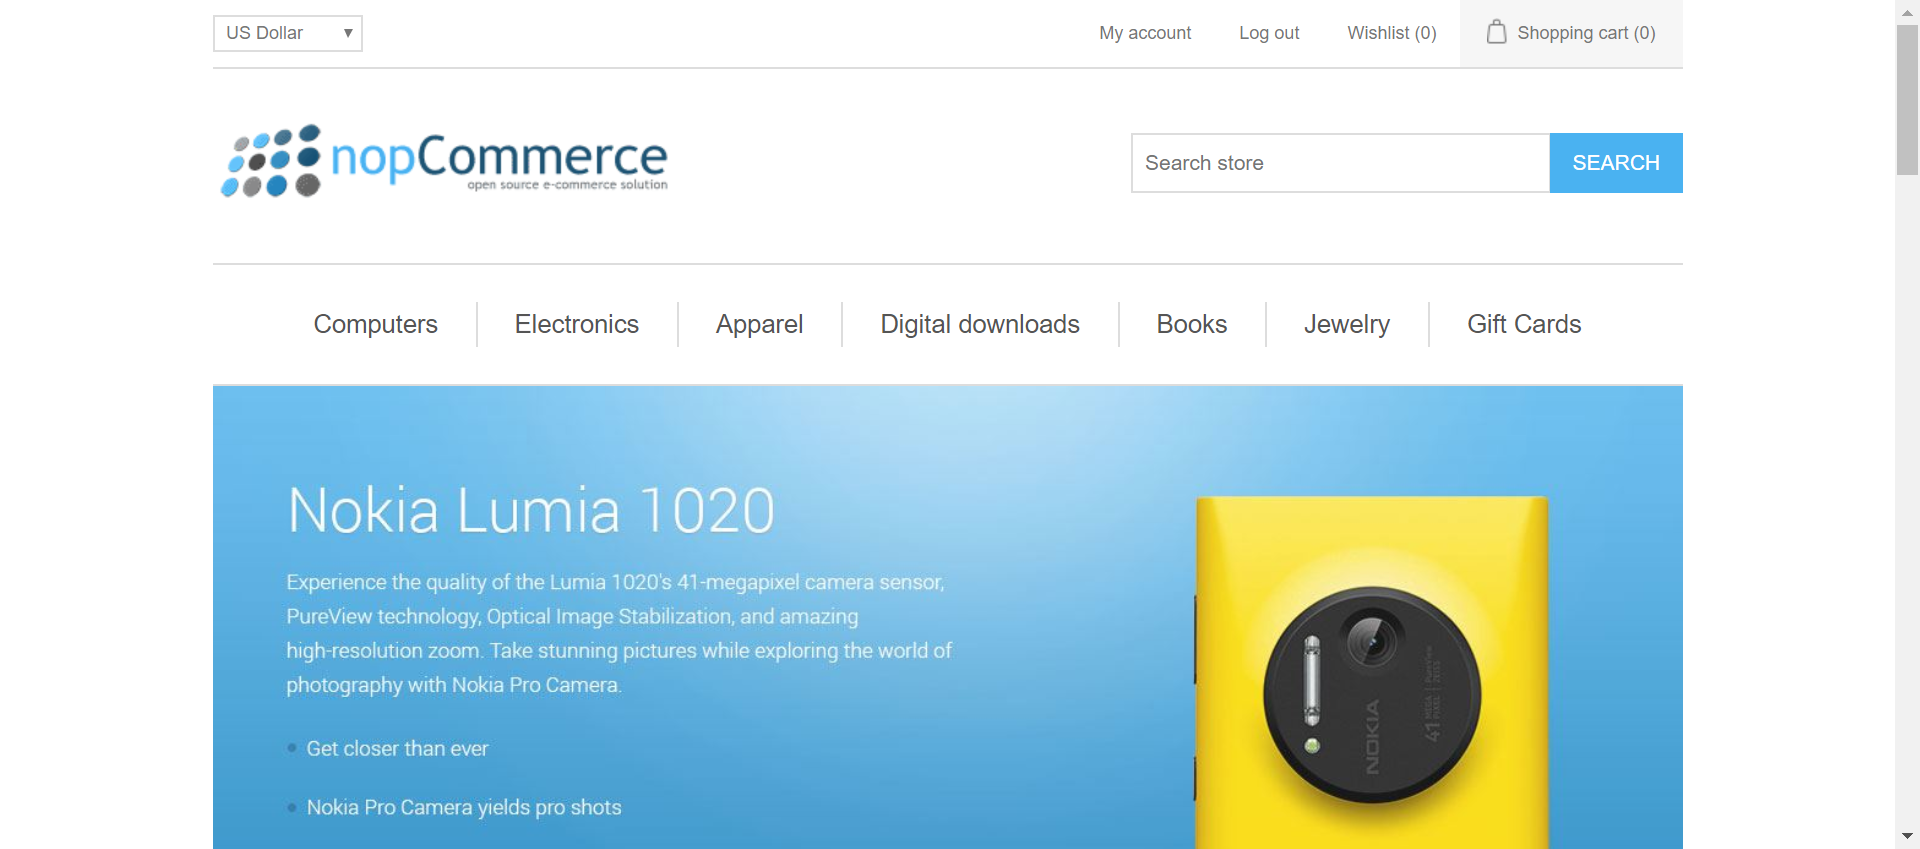 US Dollar
My account
Log out
Wishlist (0)
Shopping cart (0)
nopCommerce
open source e-commerce solution
Search store
SEARCH
Computers
Electronics
Apparel
Digital downloads
Books
Jewelry
Gift Cards
Nokia Lumia 1020
Experience the quality of the Lumia 1020's 41-megapixel camera sensor,
PureView technology, Optical Image Stabilization, and amazing
high-resolution zoom. Take stunning pictures while exploring the world of
photography with Nokia Pro Camera.
Get closer than ever
Nokia Pro Camera yields pro shots
NOKIA
41 MEGA PIXEL
PureView
ZEISS